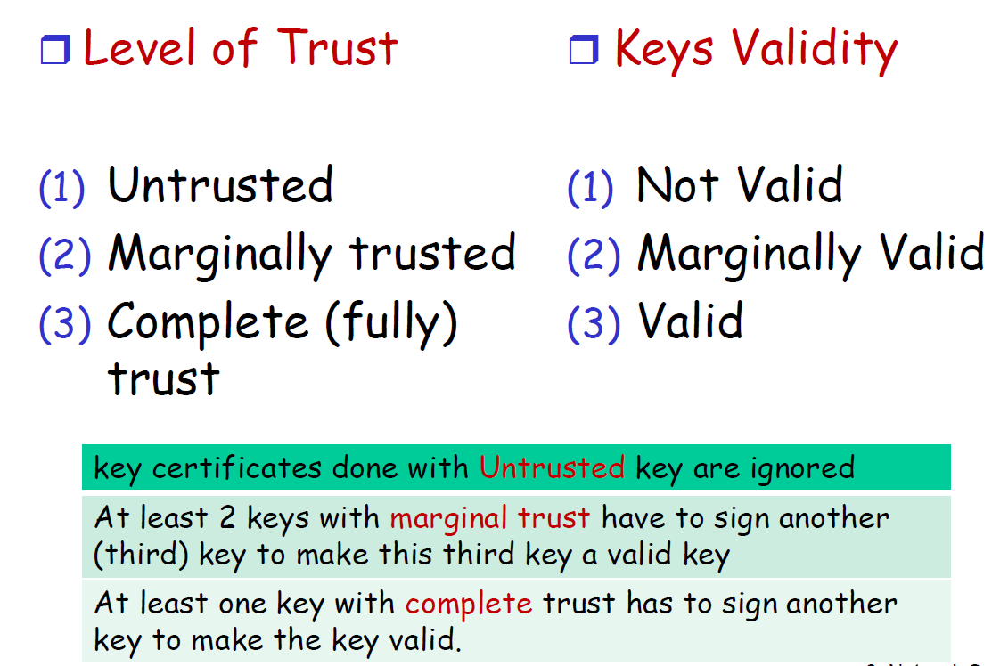 Level of Trust
(1) Untrusted
(2) Marginally trusted
(3) Complete (fully)
trust
Keys Validity
(1) Not Valid
(2) Marginally Valid
(3) Valid
key certificates done with Untrusted key are ignored
At least 2 keys with marginal trust have to sign another
(third) key to make this third key a valid key
At least one key with complete trust has to sign another
key to make the key valid.